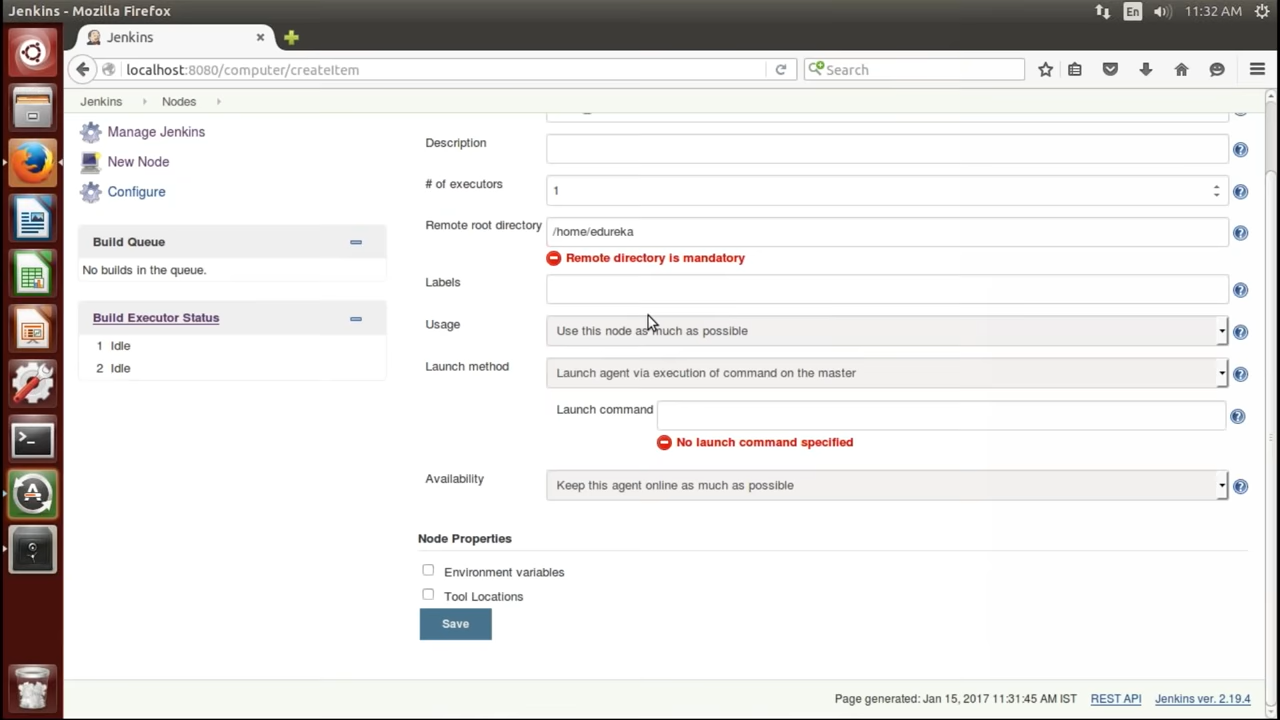 Jenkins - Mozilla Firefox
En
11:32 AM
Jenkins
localhost:8080/computer/createItem
Search
Jenkins
Nodes
Manage Jenkins
New Node
Configure
Build Queue
No builds in the queue.
Build Executor Status
1 Idle
2 Idle
Description
# of executors
1
Remote root directory
/home/edureka
Remote directory is mandatory
Labels
Usage
Use this node as much as possible
Launch method
Launch agent via execution of command on the master
Launch command
No launch command specified
Availability
Keep this agent online as much as possible
Node Properties
Environment variables
Tool Locations
Save
Page generated: Jan 15, 2017 11:31:45 AM IST
REST API
Jenkins ver. 2.19.4